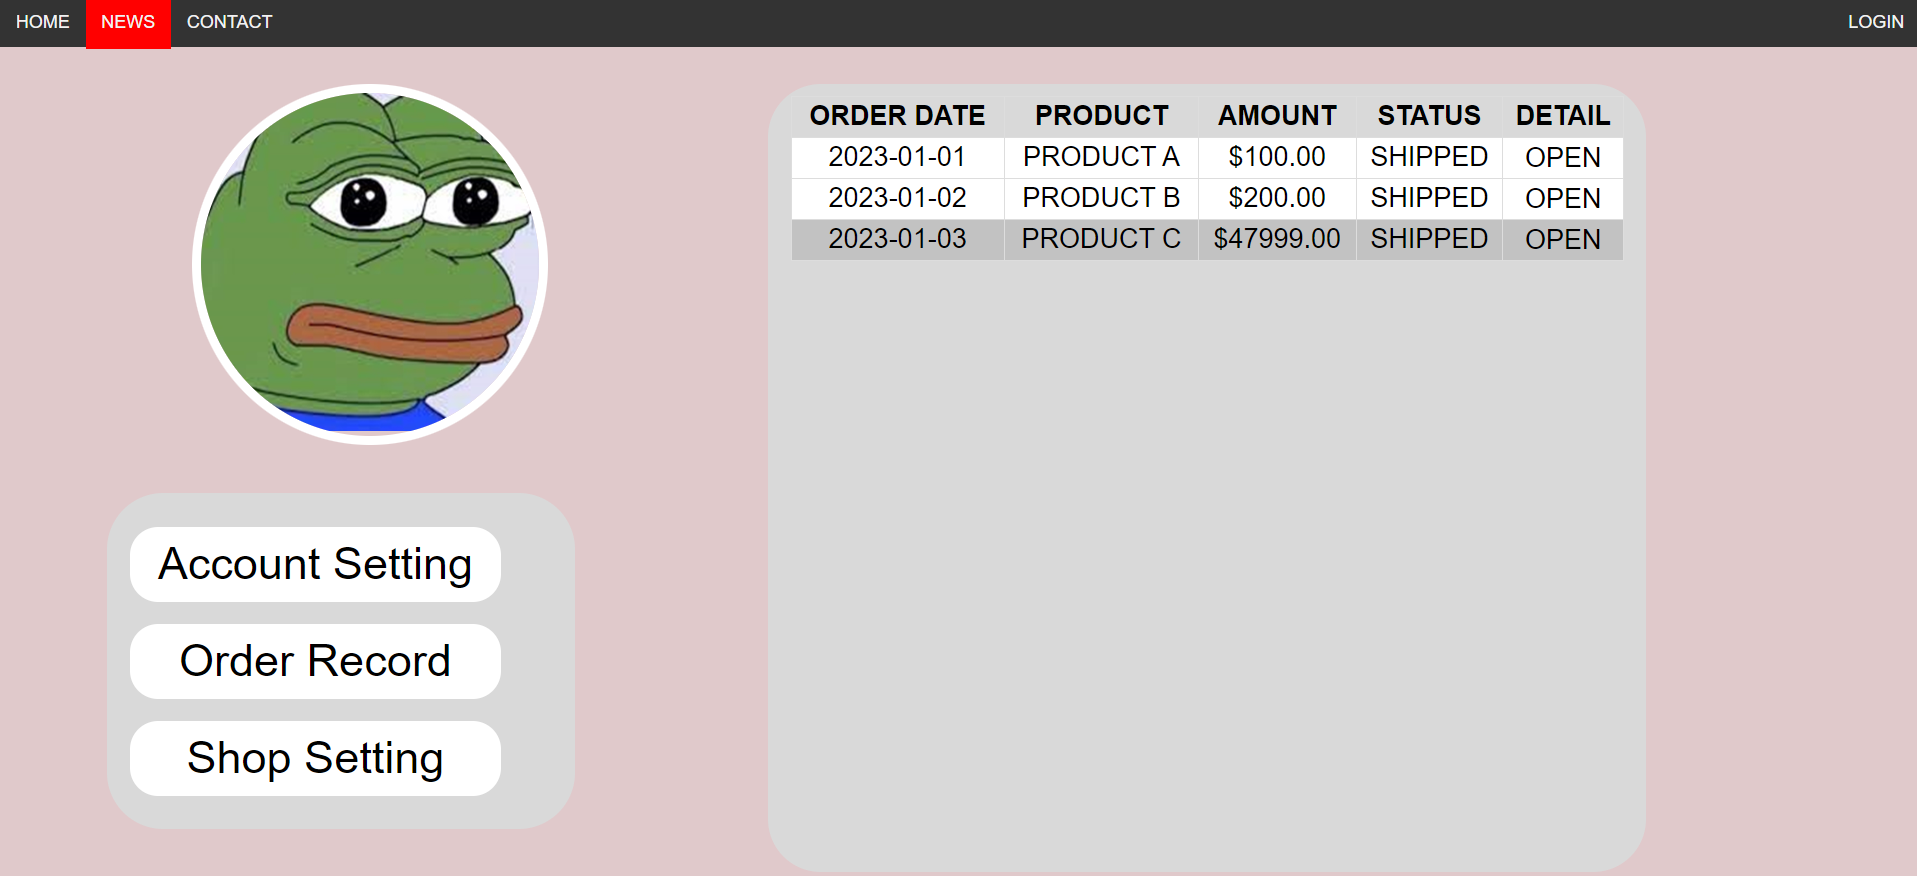 HOME NEWS CONTACT LOGIN
ORDER DATE PRODUCT AMOUNT STATUS DETAIL
2023-01-01 PRODUCT A $100.00 SHIPPED OPEN
2023-01-02 PRODUCT B $200.00 SHIPPED OPEN
2023-01-03 PRODUCT C $47999.00 SHIPPED OPEN
Account Setting
Order Record
Shop Setting